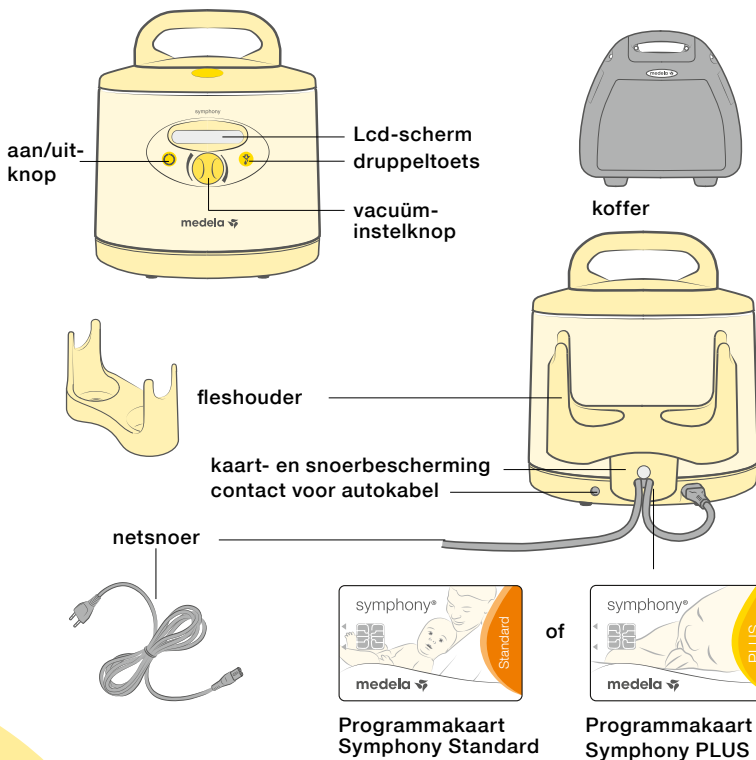 symphony
medela
aan/uit-
knop
Lcd-scherm
druppeltoets
vacuüm-
instelknop
medela
koffer
fleshouder
kaart- en snoerbescherming
contact voor autokabel
netsnoer
symphony®
Standard
medela
Programmakaart
Symphony Standard
of
symphony®
PLUS
medela
Programmakaart
Symphony PLUS